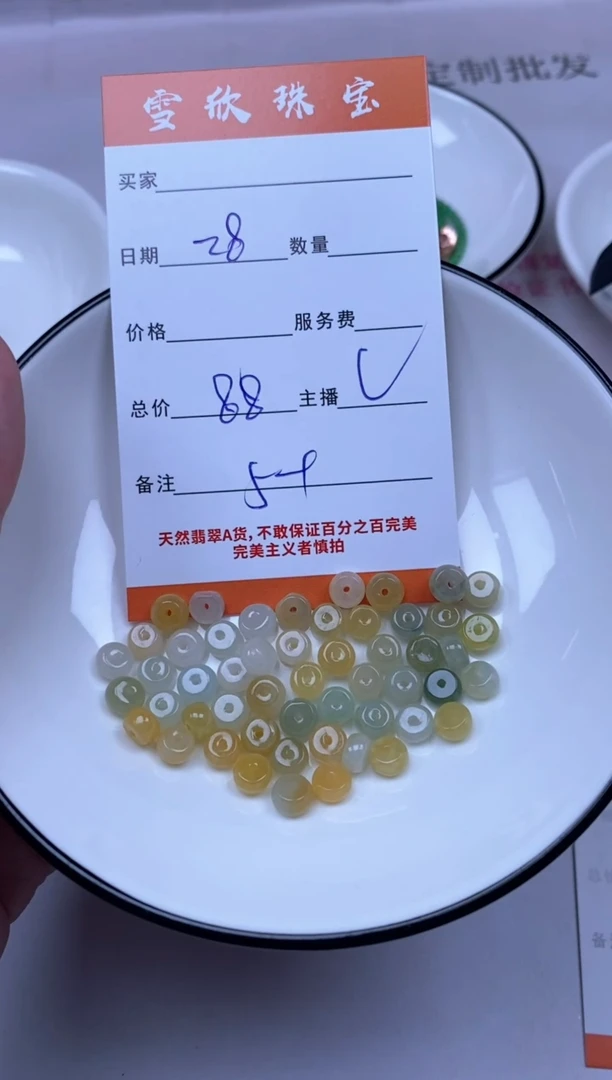 定制批发
雪欣珠宝
买家
日期 28 数量
价格 服务费
总价 88 主播
备注 54
天然翡翠A货,不敢保证百分之百完美
完美主义者慎拍